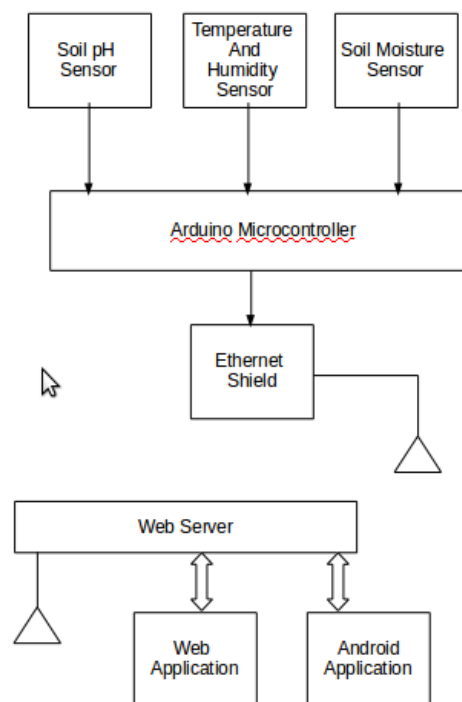 Soil pH
Sensor
Temperature
And
Humidity
Sensor
Soil Moisture
Sensor
Arduino Microcontroller
Ethernet
Shield
Web Server
Web
Application
Android
Application